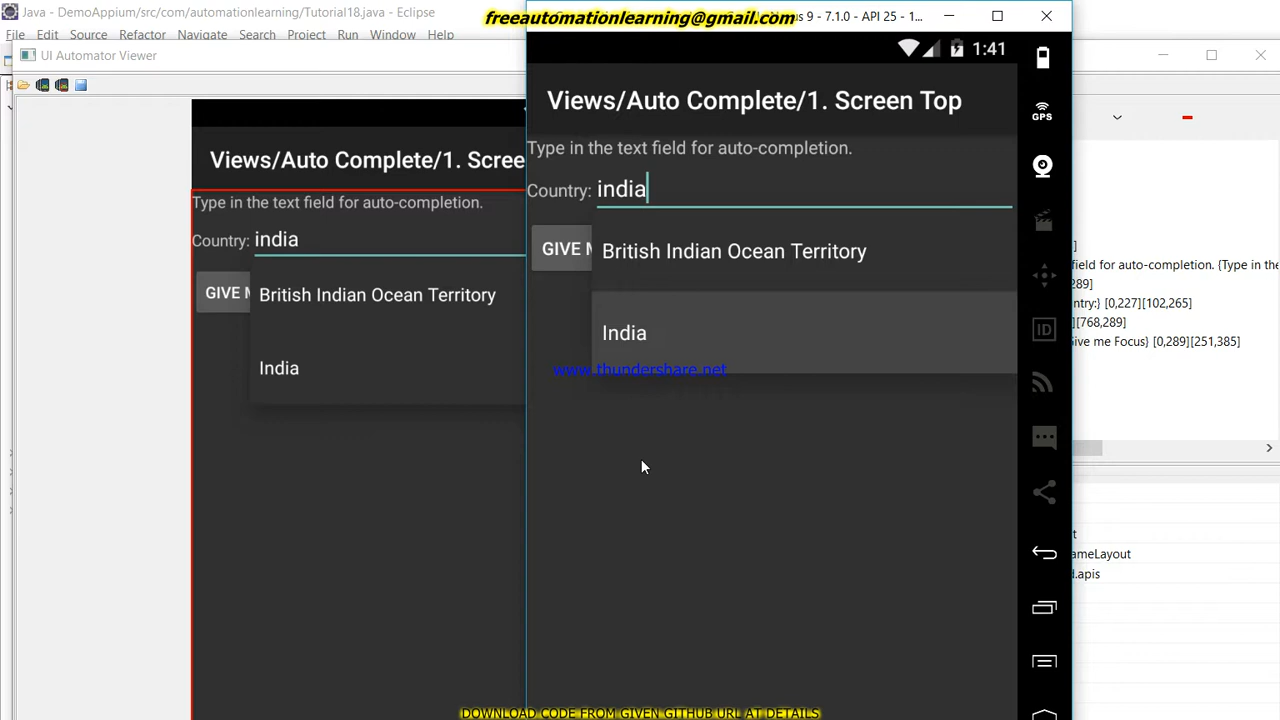 Java - DemoAppium/src/com/automationlearning/Tutorial18.java - Eclipse
freeautomationlearning@gmail.com
9 - 7.1.0 - API 25 - 1...
File Edit Source Refactor Navigate Search Project Run Window Help
UI Automator Viewer
1:41
Views/Auto Complete/1. Screen Top
Type in the text field for auto-completion.
Country: india
GIVE M
British Indian Ocean Territory
India
www.thundershare.net
Views/Auto Complete/1. Scree
Type in the text field for auto-completion.
Country: india
GIVE M
British Indian Ocean Territory
India
GPS
ID
field for auto-completion. {Type in the
289]
ntry:} [0,227][102,265]
][768,289]
Give me Focus} [0,289][251,385]
t
ameLayout
d.apis
DOWNLOAD CODE FROM GIVEN GITHUB URL AT DETAILS